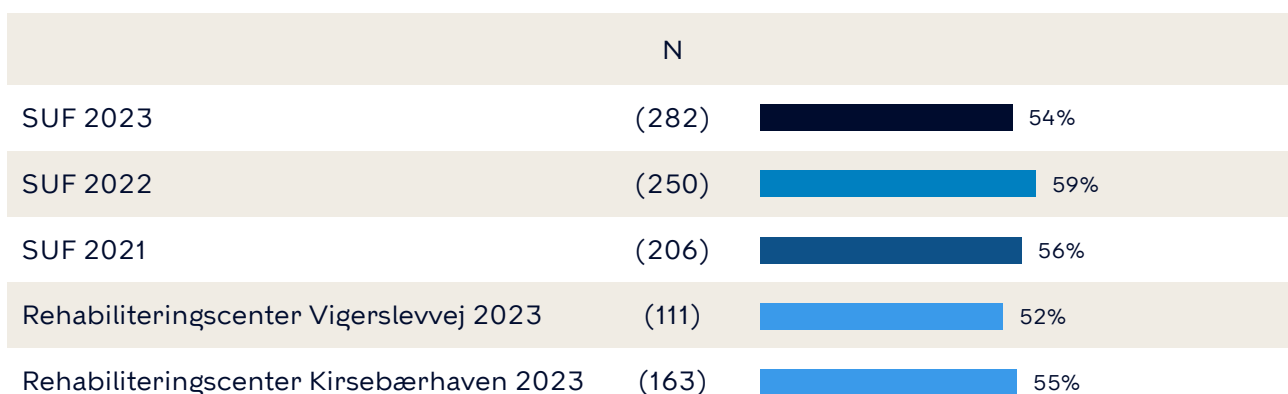 N
SUF 2023 (282) 54%
SUF 2022 (250) 59%
SUF 2021 (206) 56%
Rehabiliteringscenter Vigerslevvej 2023 (111) 52%
Rehabiliteringscenter Kirsebærhaven 2023 (163) 55%